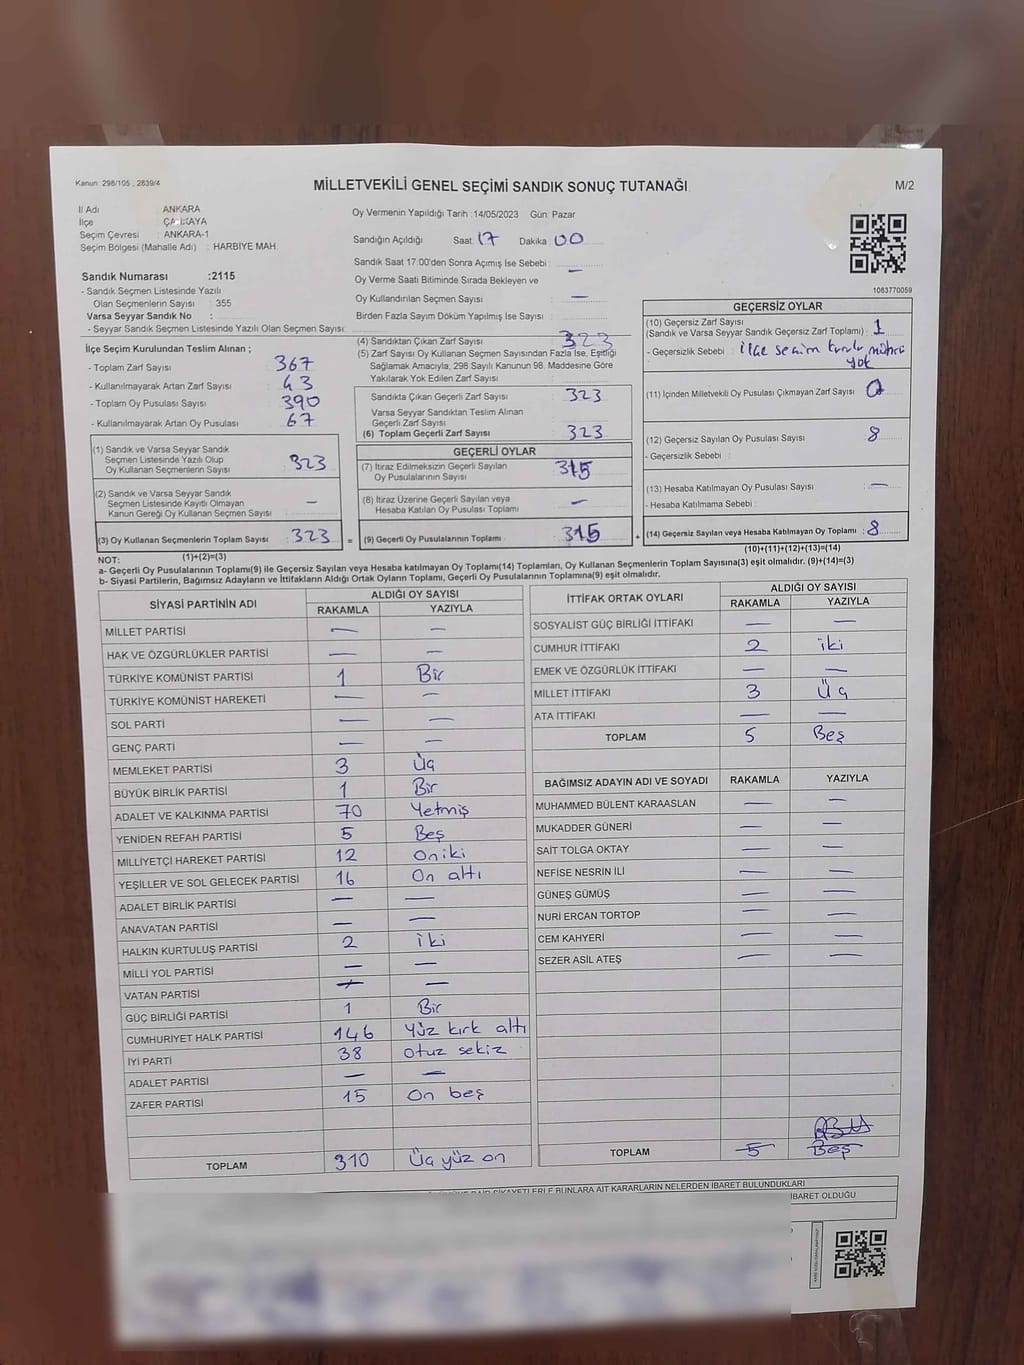 Kanun: 298/105 ; 2839/4
MİLLETVEKİLİ GENEL SEÇİMİ SANDIK SONUÇ TUTANAĞI
M/2
İl Adı : ANKARA
İlçe : ÇANKAYA
Seçim Çevresi : ANKARA-1
Seçim Bölgesi (Mahalle Adı) : HARBİYE MAH.
Sandık Numarası :2115
- Sandık Seçmen Listesinde Yazılı
Olan Seçmenlerin Sayısı : 355
Varsa Seyyar Sandık No :
- Seyyar Sandık Seçmen Listesinde Yazılı Olan Seçmen Sayısı:
Oy Vermenin Yapıldığı Tarih :14/05/2023 Gün: Pazar
Sandığın Açıldığı Saat: 17 Dakika: 00
Sandık Saat 17:00'den Sonra Açımış İse Sebebi : —
Oy Verme Saati Bitiminde Sırada Bekleyen ve
Oy Kullandırılan Seçmen Sayısı : —
Birden Fazla Sayım Döküm Yapılmış İse Sayısı :
1083770059
İlçe Seçim Kurulundan Teslim Alınan ;
- Toplam Zarf Sayısı : 367
- Kullanılmayarak Artan Zarf Sayısı : 43
- Toplam Oy Pusulası Sayısı : 390
- Kullanılmayarak Artan Oy Pusulası : 67
(1) Sandık ve Varsa Seyyar Sandık
Seçmen Listesinde Yazılı Olup
Oy Kullanan Seçmenlerin Sayısı : 323
(2) Sandık ve Varsa Seyyar Sandık
Seçmen Listesinde Kayıtlı Olmayan
Kanun Gereği Oy Kullanan Seçmen Sayısı : —
(3) Oy Kullanan Seçmenlerin Toplam Sayısı : 323 =
(1)+(2)=(3)
(4) Sandıktan Çıkan Zarf Sayısı : 323
(5) Zarf Sayısı Oy Kullanan Seçmen Sayısından Fazla İse, Eşitliği
Sağlamak Amacıyla, 298 Sayılı Kanunun 98. Maddesine Göre
Yakılarak Yok Edilen Zarf Sayısı :
Sandıkta Çıkan Geçerli Zarf Sayısı : 323
Varsa Seyyar Sandıktan Teslim Alınan
Geçerli Zarf Sayısı :
(6) Toplam Geçerli Zarf Sayısı : 323
GEÇERLİ OYLAR
(7) İtiraz Edilmeksizin Geçerli Sayılan
Oy Pusulalarının Sayısı : 315
(8) İtiraz Üzerine Geçerli Sayılan veya
Hesaba Katılan Oy Pusulası Toplamı : —
(9) Geçerli Oy Pusulalarının Toplamı : 315 +
GEÇERSİZ OYLAR
(10) Geçersiz Zarf Sayısı
(Sandık ve Varsa Seyyar Sandık Geçersiz Zarf Toplamı) : 1
- Geçersizlik Sebebi : ilçe seçim kurulu mührü
yok
(11) İçinden Milletvekili Oy Pusulası Çıkmayan Zarf Sayısı : 0
(12) Geçersiz Sayılan Oy Pusulası Sayısı : 8
- Geçersizlik Sebebi :
(13) Hesaba Katılmayan Oy Pusulası Sayısı : —
- Hesaba Katılmama Sebebi :
(14) Geçersiz Sayılan veya Hesaba Katılmayan Oy Toplamı : 8
(10)+(11)+(12)+(13)=(14)
NOT:
a- Geçerli Oy Pusulalarının Toplamı(9) ile Geçersiz Sayılan veya Hesaba katılmayan Oy Toplamı(14) Toplamları, Oy Kullanan Seçmenlerin Toplam Sayısına(3) eşit olmalıdır. (9)+(14)=(3)
b- Siyasi Partilerin, Bağımsız Adayların ve İttifakların Aldığı Ortak Oyların Toplamı, Geçerli Oy Pusulalarının Toplamına(9) eşit olmalıdır.
SİYASİ PARTİNİN ADI ALDIĞI OY SAYISI
RAKAMLA YAZIYLA
MİLLET PARTİSİ — —
HAK VE ÖZGÜRLÜKLER PARTİSİ — —
TÜRKİYE KOMÜNİST PARTİSİ 1 Bir
TÜRKİYE KOMÜNİST HAREKETİ — —
SOL PARTİ — —
GENÇ PARTİ — —
MEMLEKET PARTİSİ 3 Üç
BÜYÜK BİRLİK PARTİSİ 1 Bir
ADALET VE KALKINMA PARTİSİ 70 Yetmiş
YENİDEN REFAH PARTİSİ 5 Beş
MİLLİYETÇİ HAREKET PARTİSİ 12 Oniki
YEŞİLLER VE SOL GELECEK PARTİSİ 16 On altı
ADALET BİRLİK PARTİSİ — —
ANAVATAN PARTİSİ — —
HALKIN KURTULUŞ PARTİSİ 2 iki
MİLLİ YOL PARTİSİ — —
VATAN PARTİSİ — —
GÜÇ BİRLİĞİ PARTİSİ 1 Bir
CUMHURİYET HALK PARTİSİ 146 Yüz kırk altı
İYİ PARTİ 38 otuz sekiz
ADALET PARTİSİ — —
ZAFER PARTİSİ 15 On beş
TOPLAM 310 Üç yüz on
İTTİFAK ORTAK OYLARI ALDIĞI OY SAYISI
RAKAMLA YAZIYLA
SOSYALİST GÜÇ BİRLİĞİ İTTİFAKI — —
CUMHUR İTTİFAKI 2 iki
EMEK VE ÖZGÜRLÜK İTTİFAKI — —
MİLLET İTTİFAKI 3 Üç
ATA İTTİFAKI — —
TOPLAM 5 Beş
BAĞIMSIZ ADAYIN ADI VE SOYADI RAKAMLA YAZIYLA
MUHAMMED BÜLENT KARAASLAN — —
MUKADDER GÜNERİ — —
SAİT TOLGA OKTAY — —
NEFİSE NESRİN İLİ — —
GÜNEŞ GÜMÜŞ — —
NURİ ERCAN TORTOP — —
CEM KAHYERİ — —
SEZER ASİL ATEŞ — —
TOPLAM 5 Beş
ŞİKAYETLERLE BUNLARA AİT KARARLARIN NELERDEN İBARET BULUNDUKLARI
İBARET OLDUĞU